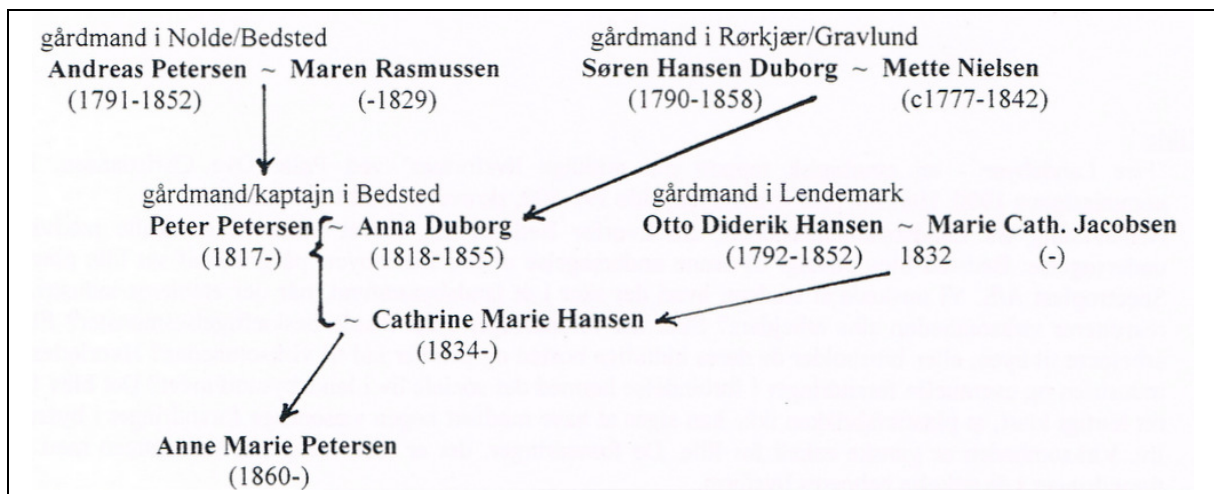 gårdmand i Nolde/Bedsted gårdmand i Rørkjær/Gravlund
Andreas Petersen ~ Maren Rasmussen Søren Hansen Duborg ~ Mette Nielsen
(1791-1852) (-1829) (1790-1858) (c1777-1842)
gårdmand/kaptajn i Bedsted gårdmand i Lendemark
Peter Petersen ~ Anna Duborg Otto Diderik Hansen ~ Marie Cath. Jacobsen
(1817-) (1818-1855) (1792-1852) 1832 (-)
~ Cathrine Marie Hansen
(1834-)
Anne Marie Petersen
(1860-)